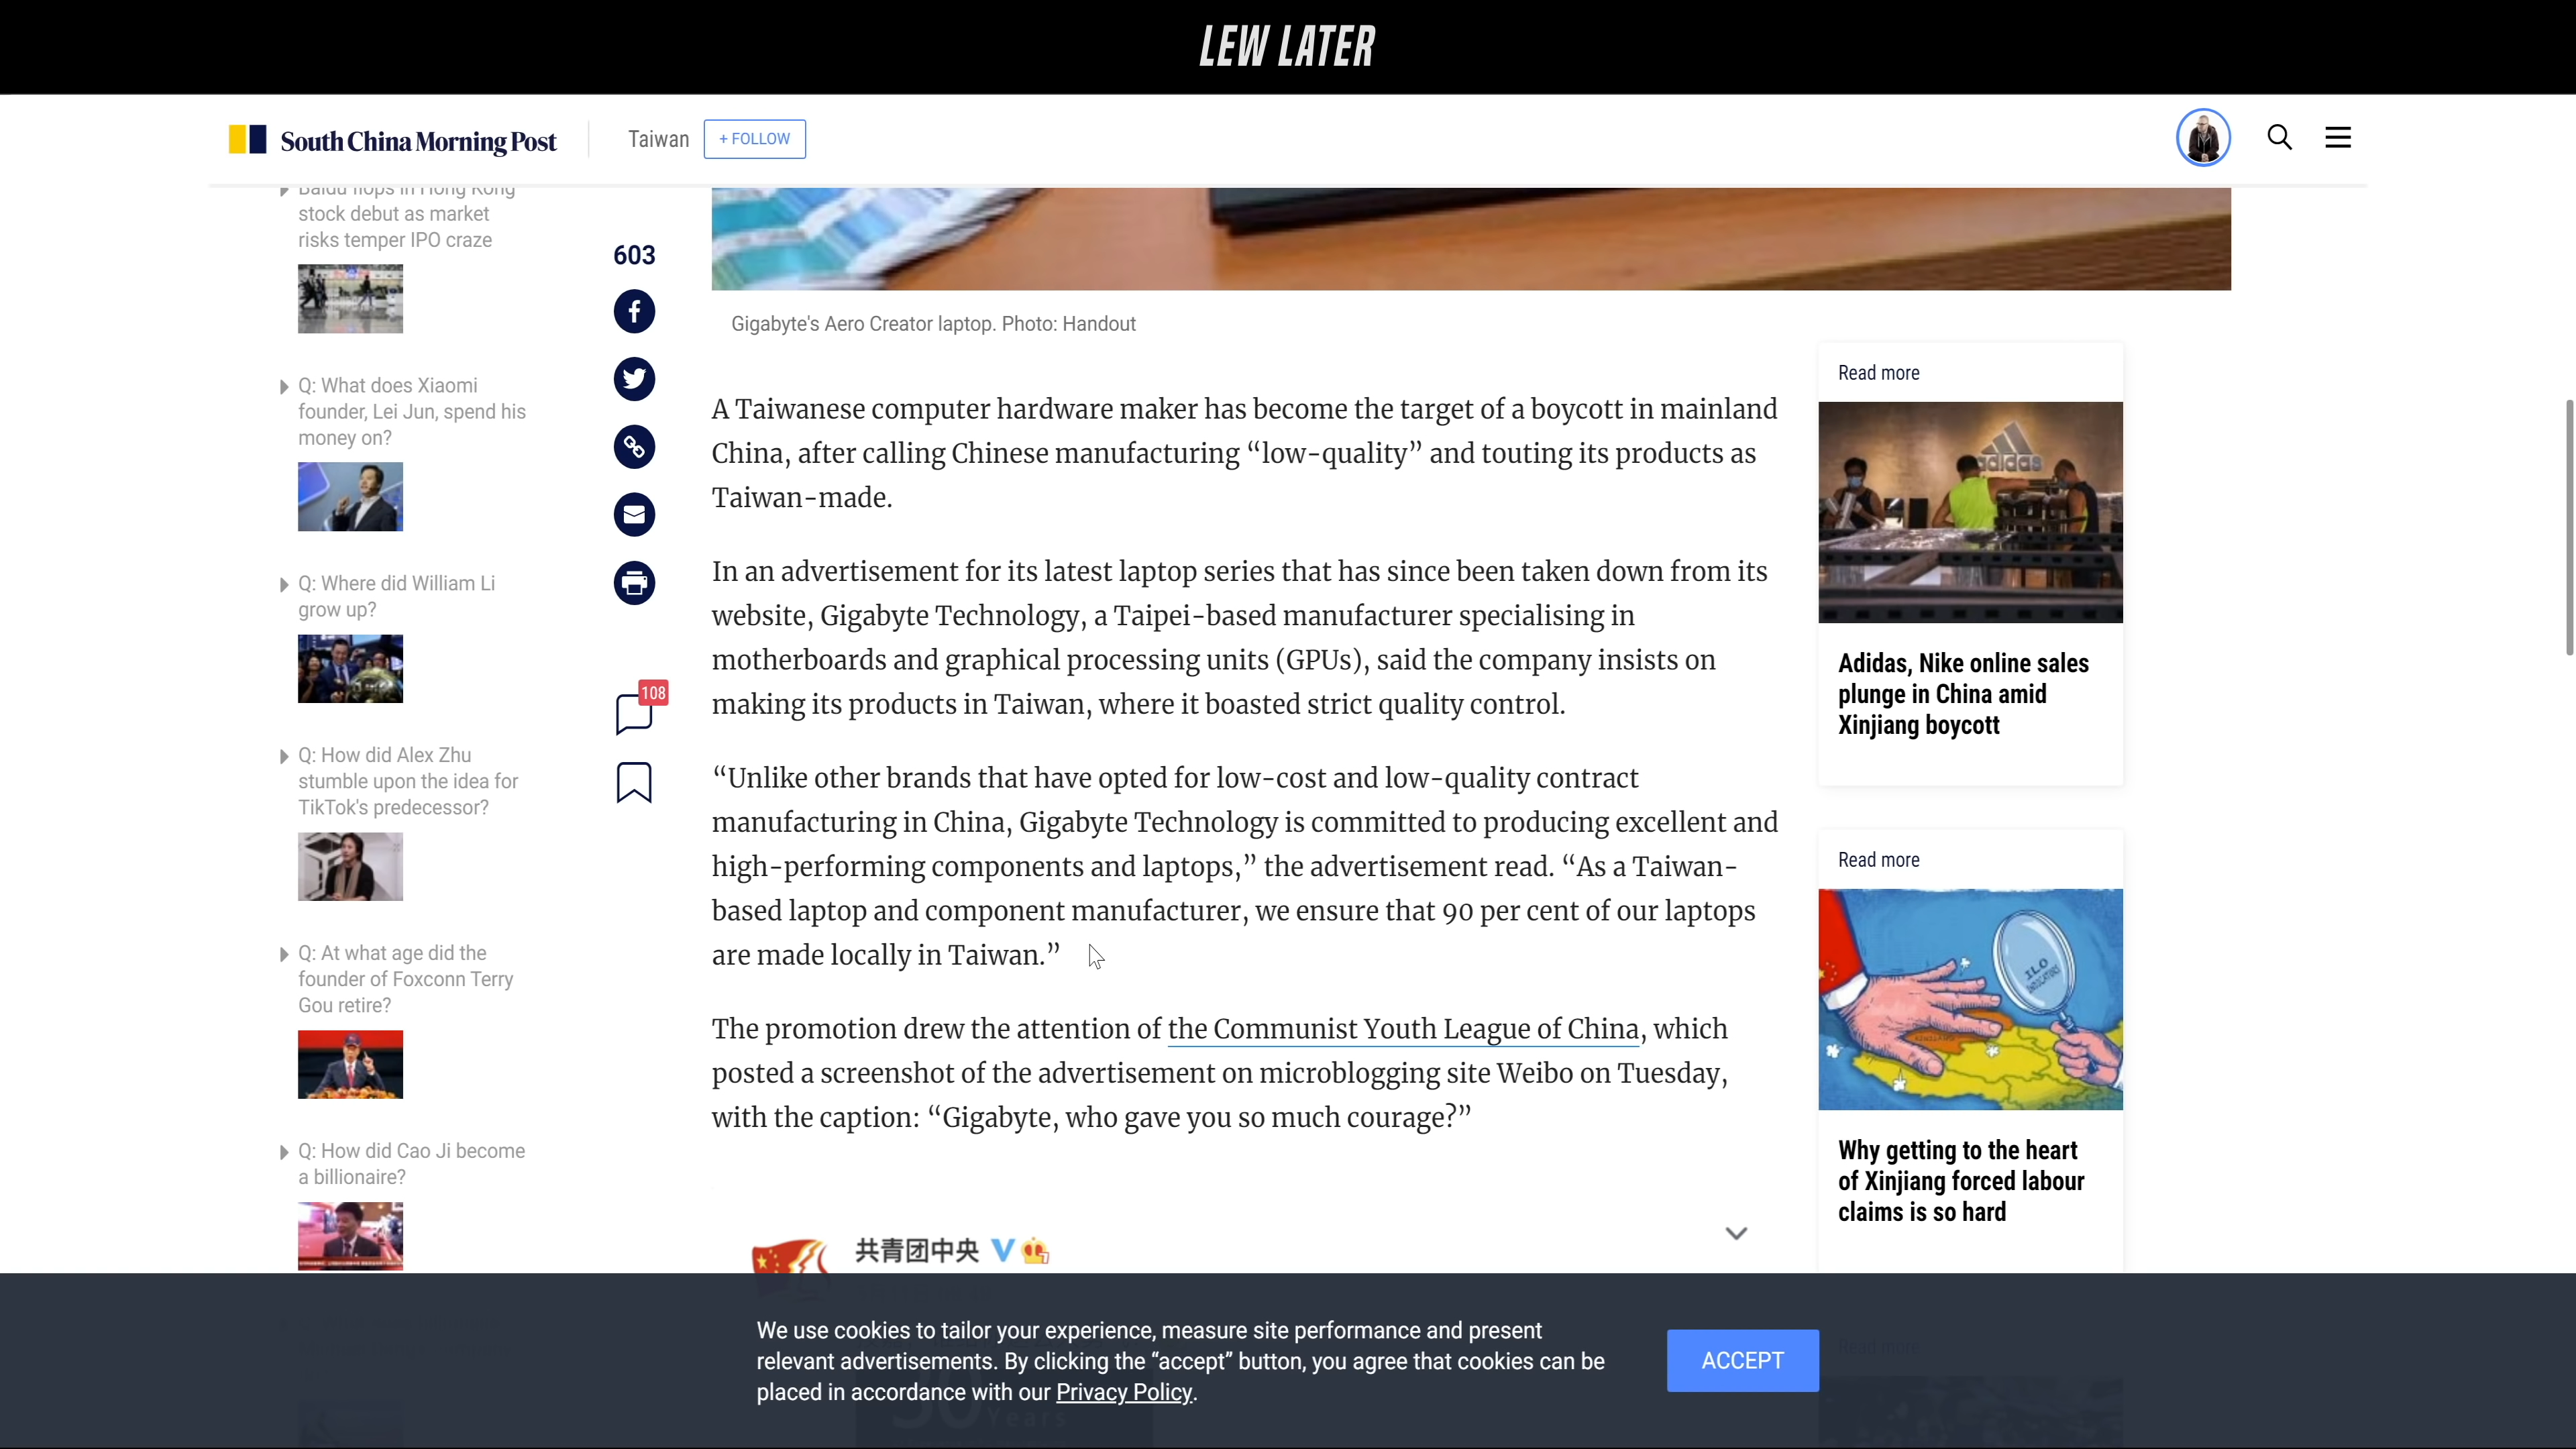 LEW LATER
South China Morning Post
Taiwan
+ FOLLOW
Baidu flops in Hong Kong
stock debut as market
risks temper IPO craze
Q: What does Xiaomi
founder, Lei Jun, spend his
money on?
Q: Where did William Li
grow up?
Q: How did Alex Zhu
stumble upon the idea for
TikTok's predecessor?
Q: At what age did the
founder of Foxconn Terry
Gou retire?
Q: How did Cao Ji become
a billionaire?
603
108
Gigabyte's Aero Creator laptop. Photo: Handout
A Taiwanese computer hardware maker has become the target of a boycott in mainland
China, after calling Chinese manufacturing “low-quality” and touting its products as
Taiwan-made.
In an advertisement for its latest laptop series that has since been taken down from its
website, Gigabyte Technology, a Taipei-based manufacturer specialising in
motherboards and graphical processing units (GPUs), said the company insists on
making its products in Taiwan, where it boasted strict quality control.
“Unlike other brands that have opted for low-cost and low-quality contract
manufacturing in China, Gigabyte Technology is committed to producing excellent and
high-performing components and laptops,” the advertisement read. “As a Taiwan-
based laptop and component manufacturer, we ensure that 90 per cent of our laptops
are made locally in Taiwan.”
The promotion drew the attention of the Communist Youth League of China, which
posted a screenshot of the advertisement on microblogging site Weibo on Tuesday,
with the caption: “Gigabyte, who gave you so much courage?”
共青团中央
Read more
adidas
Adidas, Nike online sales
plunge in China amid
Xinjiang boycott
Read more
ILO
INDICATORS
Why getting to the heart
of Xinjiang forced labour
claims is so hard
We use cookies to tailor your experience, measure site performance and present
relevant advertisements. By clicking the “accept” button, you agree that cookies can be
placed in accordance with our Privacy Policy.
ACCEPT
Read more
30 Years